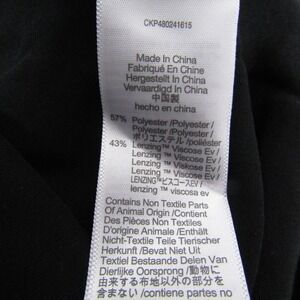 CKP480241615
Made In China
Fabriqué En Chine
Hergestellt In China
Vervaardigd In China
中国製
hecho en china
57% Polyester /Polyester /
Polyester /Polyester /
ポリエステル /poliéster
43% Lenzing™ Viscose Ev /
Lenzing™ Viscose Ev /
Lenzing™ Viskose Ev /
Lenzing™ Viscose Ev /
LENZING™ビスコースEV /
lenzing™ viscosa ev
Contains Non Textile Parts
Of Animal Origin /Contient
Des Pièces Non Textiles
D'origine Animale /Enthält
Nicht-Textile Teile Tierischer
Herkunft /Bevat Niet Uit
Textiel Bestaande Delen Van
Dierlijke Oorsprong /動物に
由来する非以外の部分を
含まない /contiene partes no